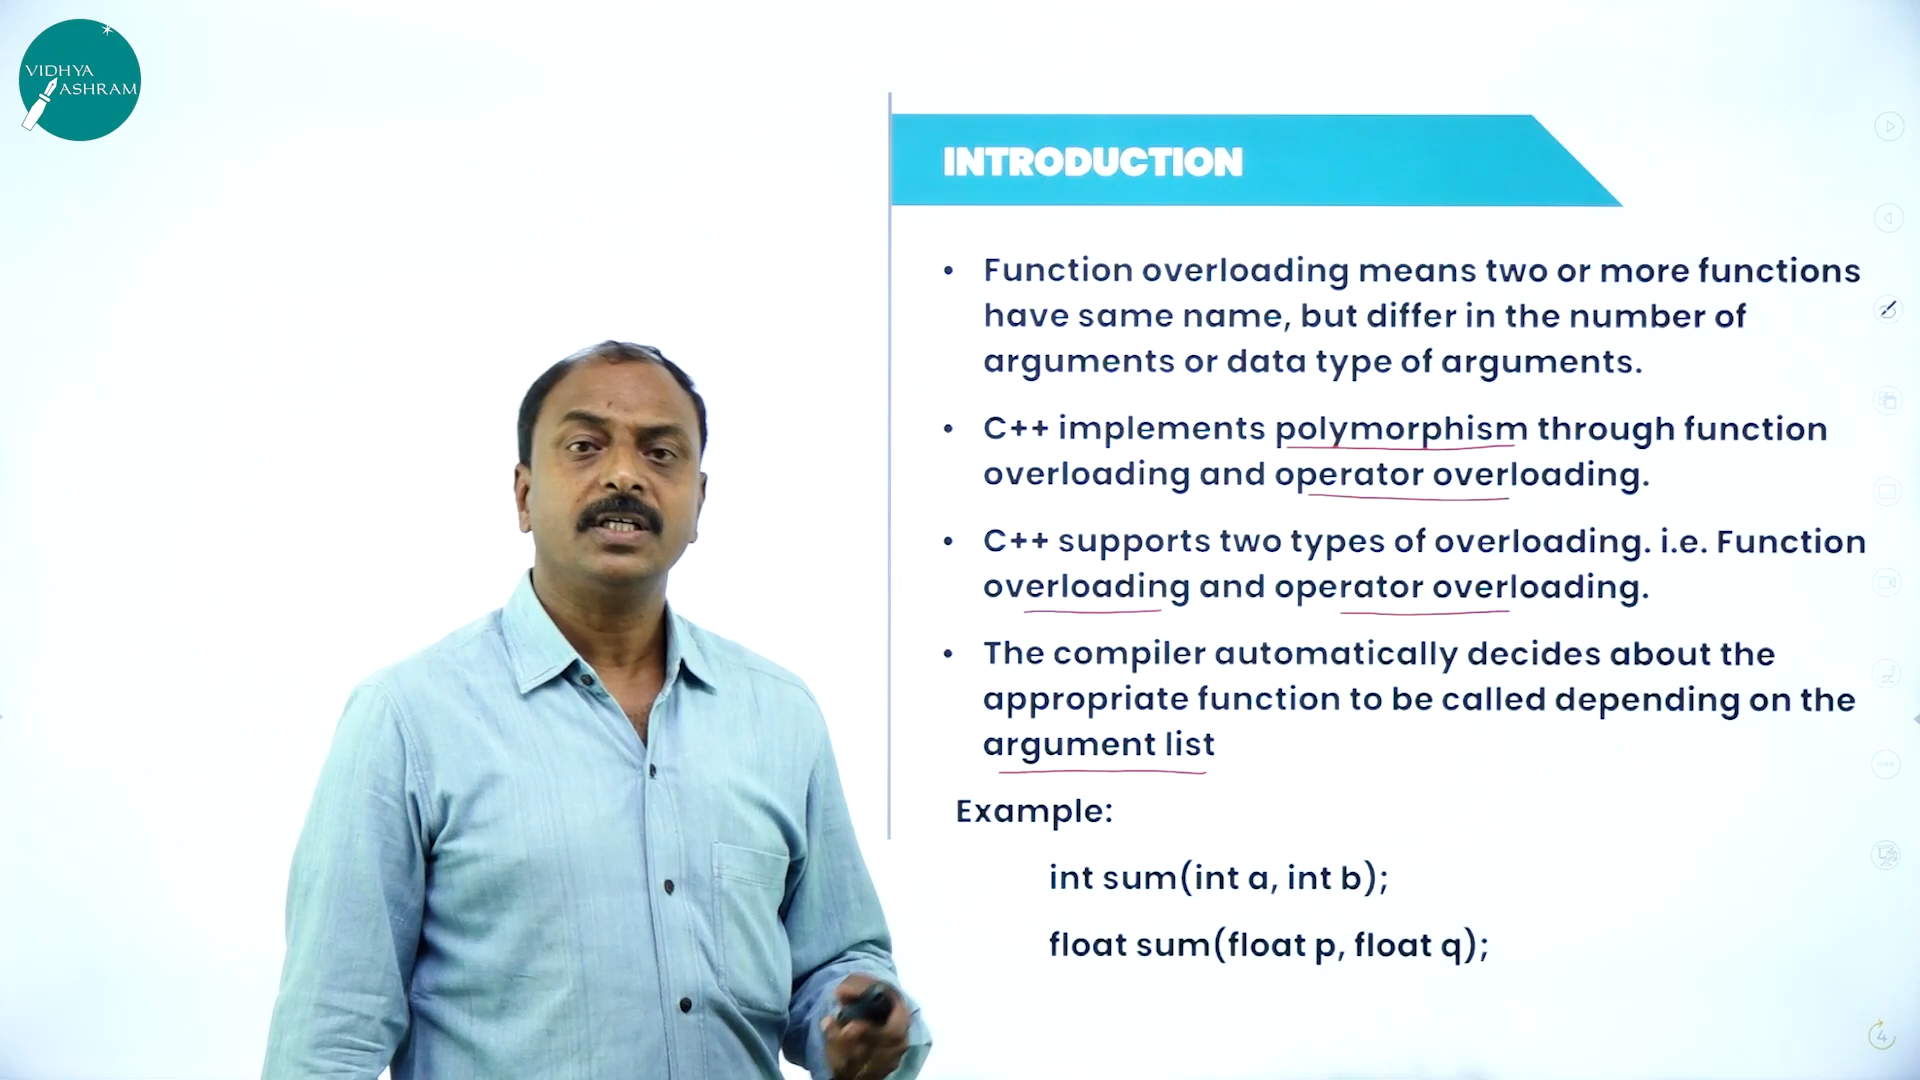 VIDHYA
ASHRAM
INTRODUCTION
• Function overloading means two or more functions
have same name, but differ in the number of
arguments or data type of arguments.
• C++ implements polymorphism through function
overloading and operator overloading.
• C++ supports two types of overloading. i.e. Function
overloading and operator overloading.
• The compiler automatically decides about the
appropriate function to be called depending on the
argument list
Example:
int sum(int a, int b);
float sum(float p, float q);
4